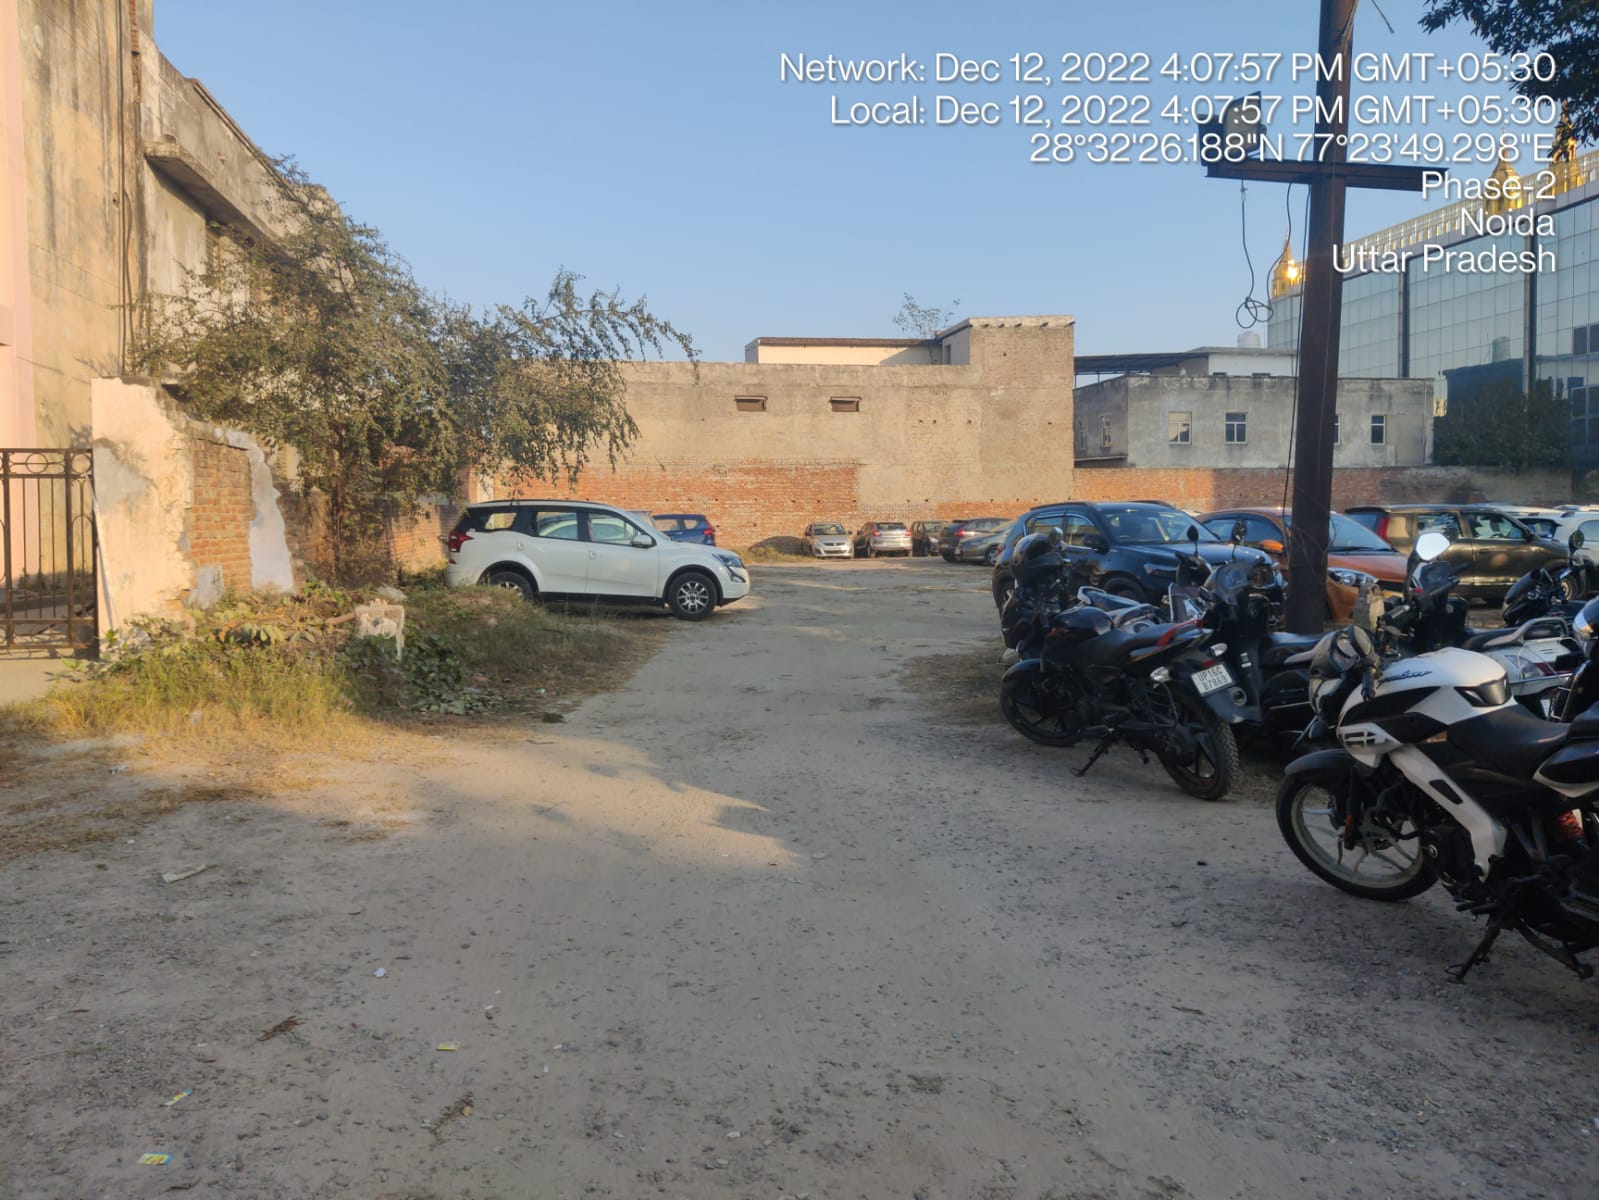 Network: Dec 12, 2022 4:07:57 PM GMT+05:30
Local: Dec 12, 2022 4:07:57 PM GMT+05:30
28°32'26.188"N 77°23'49.298"E
Phase-2
Noida
Uttar Pradesh